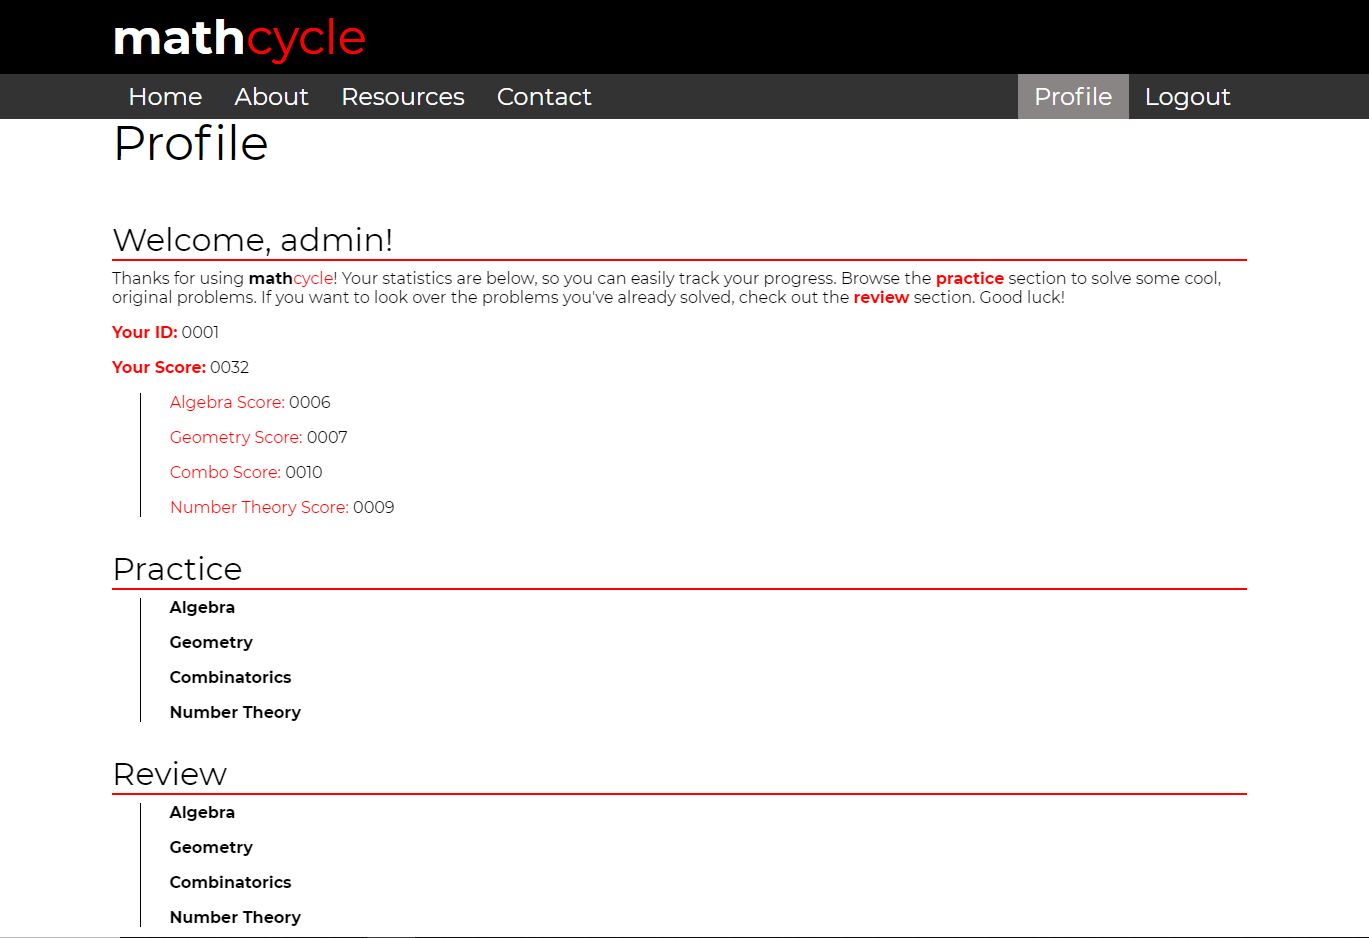 mathcycle
Home About Resources Contact Profile Logout
Profile
Welcome, admin!
Thanks for using mathcycle! Your statistics are below, so you can easily track your progress. Browse the practice section to solve some cool,
original problems. If you want to look over the problems you've already solved, check out the review section. Good luck!
Your ID: 0001
Your Score: 0032
Algebra Score: 0006
Geometry Score: 0007
Combo Score: 0010
Number Theory Score: 0009
Practice
Algebra
Geometry
Combinatorics
Number Theory
Review
Algebra
Geometry
Combinatorics
Number Theory